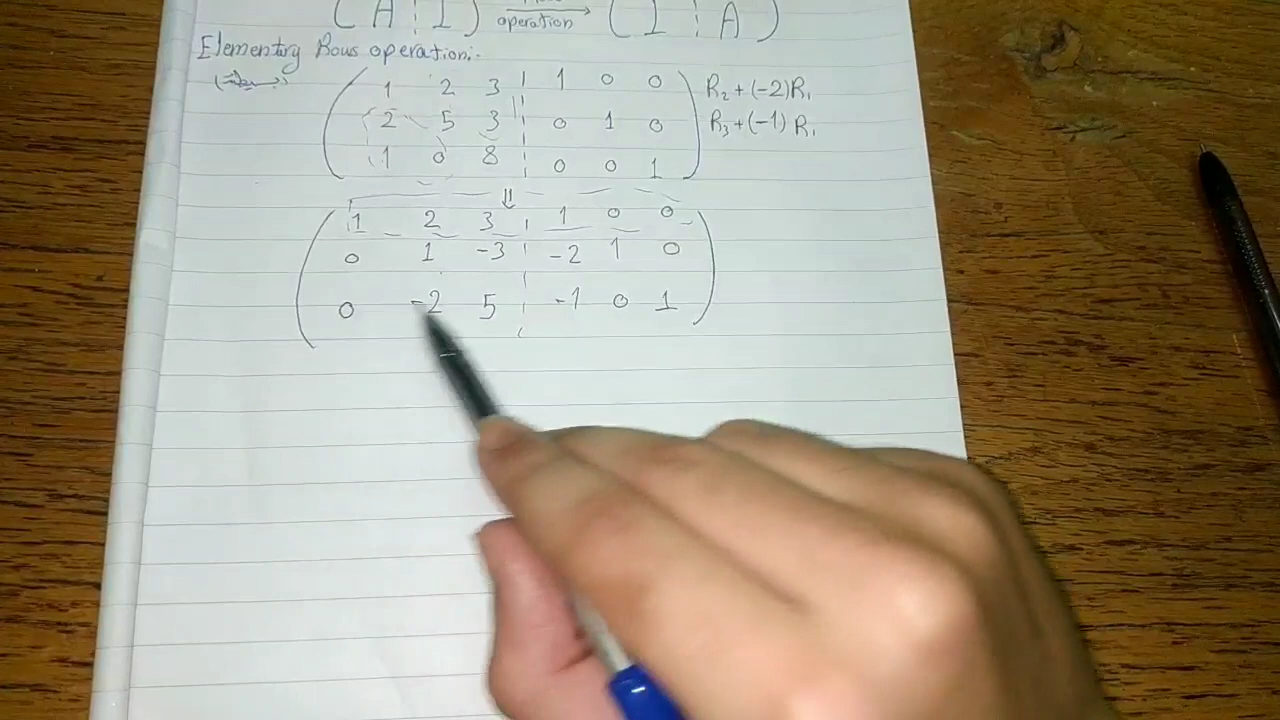 ( A ¦ I ) operation → ( I ¦ A )
Elementry Rows operation:-
( 1 2 3 ¦ 1 0 0 ) R₂ + (-2)R₁
2 5 3 ¦ 0 1 0 R₃ + (-1) R₁
1 0 8 ¦ 0 0 1
⇓
( 1 2 3 ¦ 1 0 0 )
0 1 -3 ¦ -2 1 0
0 -2 5 ¦ -1 0 1